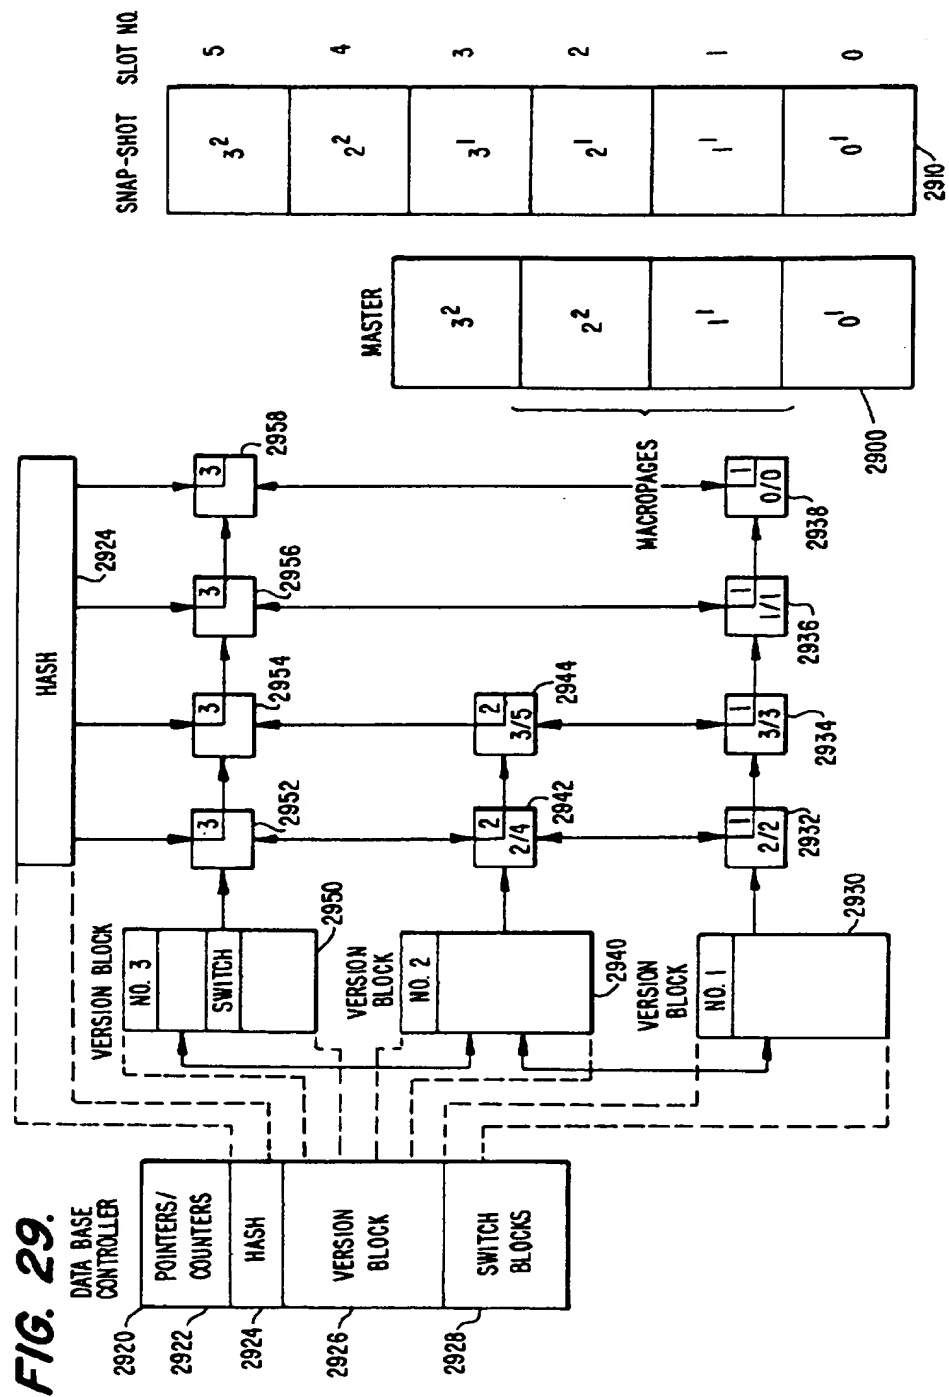 FIG. 29.
DATA BASE
CONTROLLER
2920
2922
2924
2926
2928
POINTERS/
COUNTERS
HASH
VERSION
BLOCK
SWITCH
BLOCKS
HASH
2924
VERSION BLOCK
NO. 3
SWITCH
2950
3
2952
3
2954
3
2956
3
2958
VERSION
BLOCK
NO. 2
2940
2
2/4
2942
2
3/5
2944
VERSION
BLOCK
NO. 1
2930
1
2/2
2932
1
3/3
2934
1
1/1
2936
1
0/0
2938
MACROPAGES
MASTER
3²
2²
1¹
0¹
2900
SNAP-SHOT
SLOT NO.
3²
5
2²
4
3¹
3
2¹
2
1¹
1
0¹
0
2910